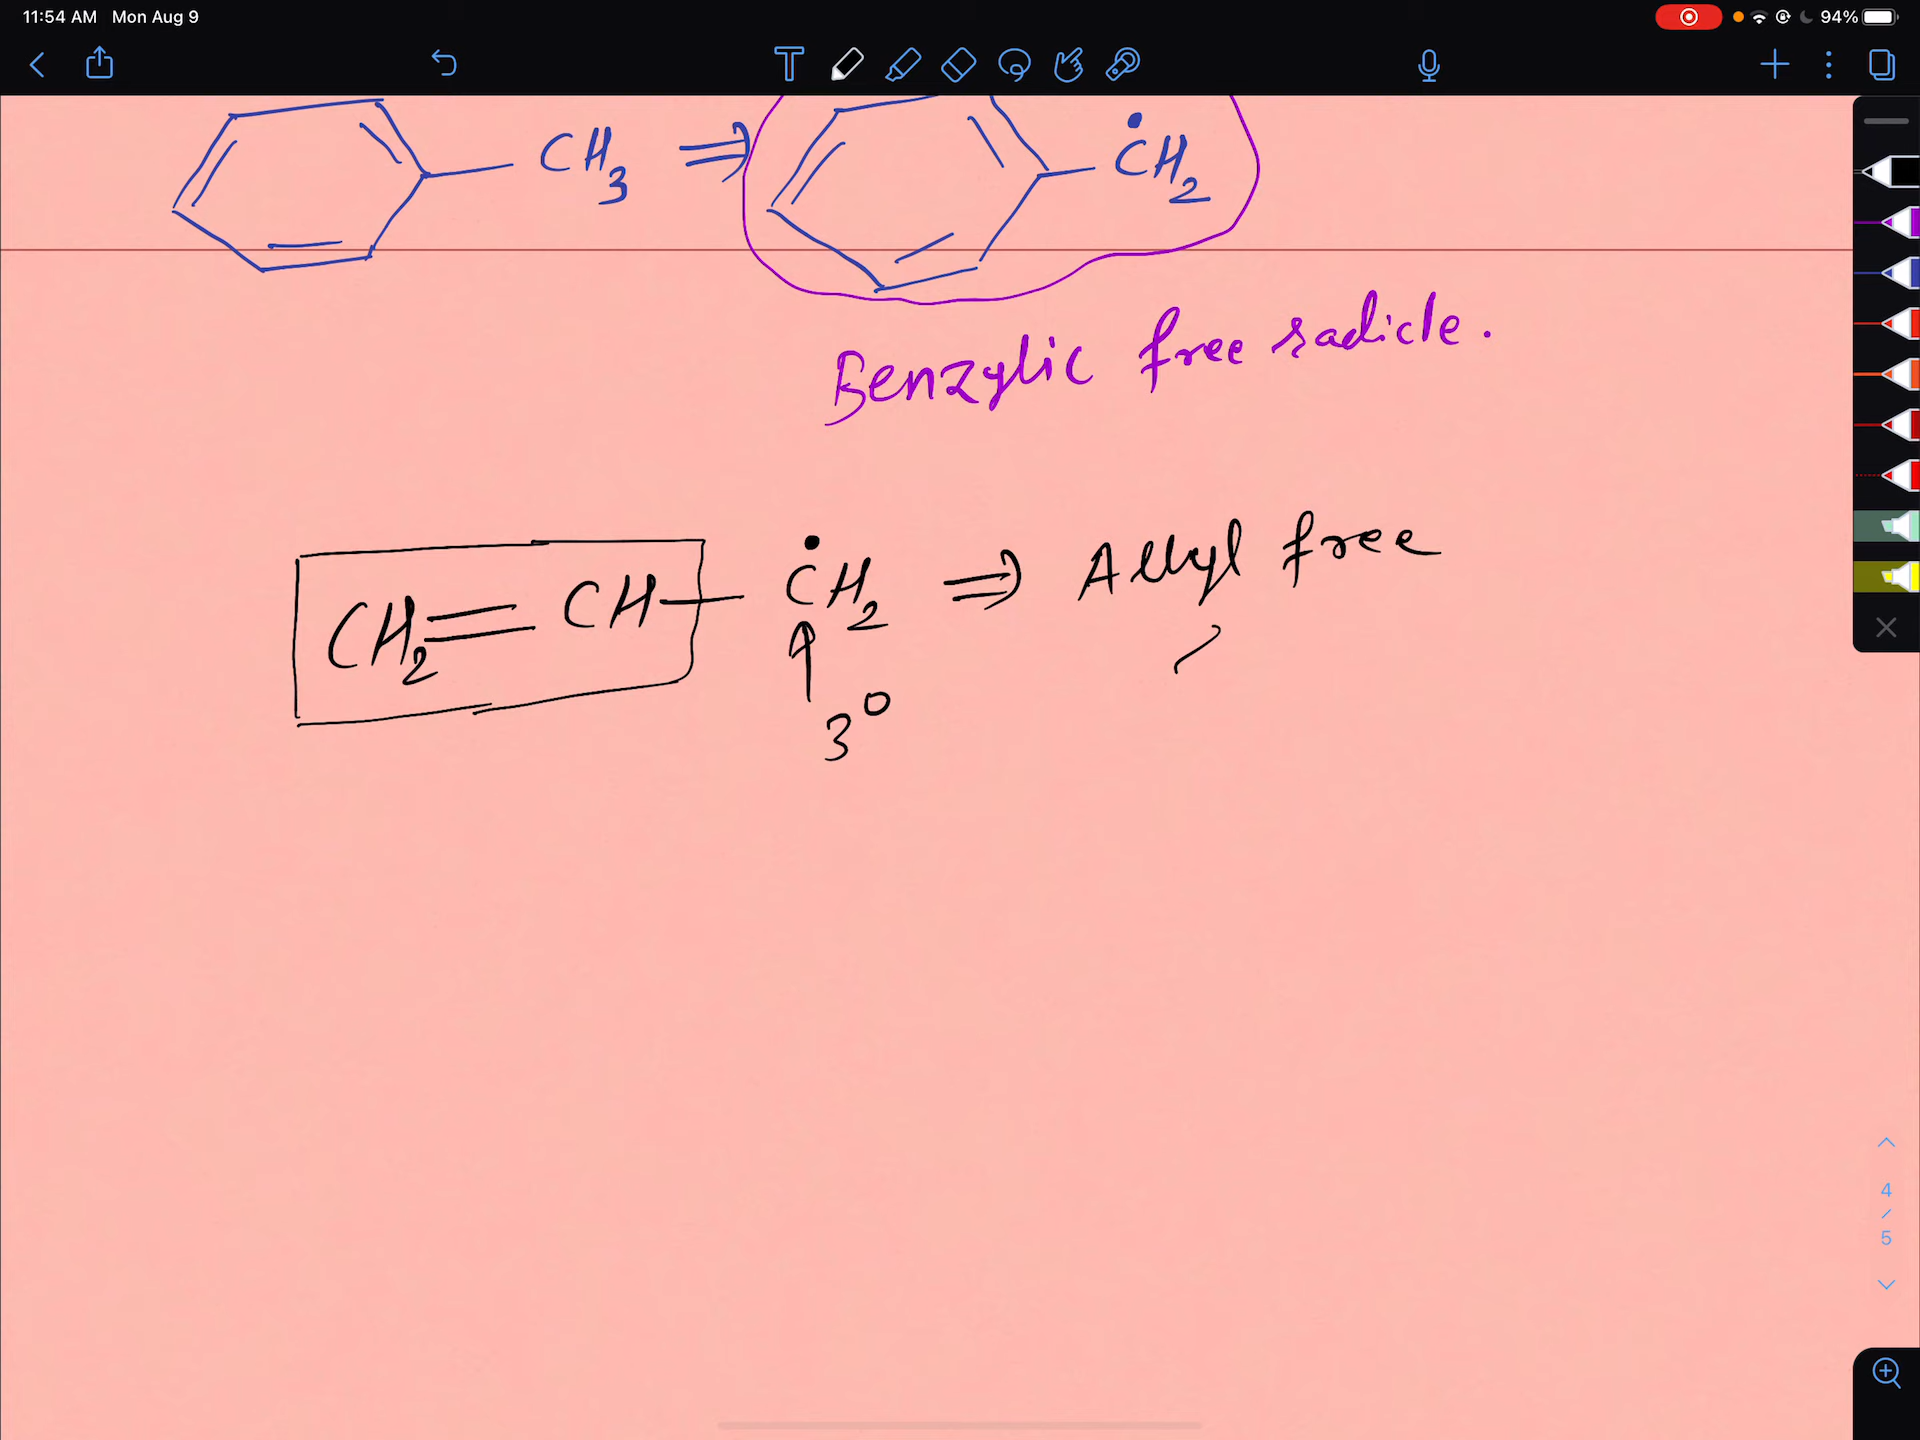 11:54 AM Mon Aug 9
94%
CH3 ⇒ ĊH2
Benzylic free radicle.
CH2=CH–ĊH2 ⇒ Allyl free
3°
4
/
5